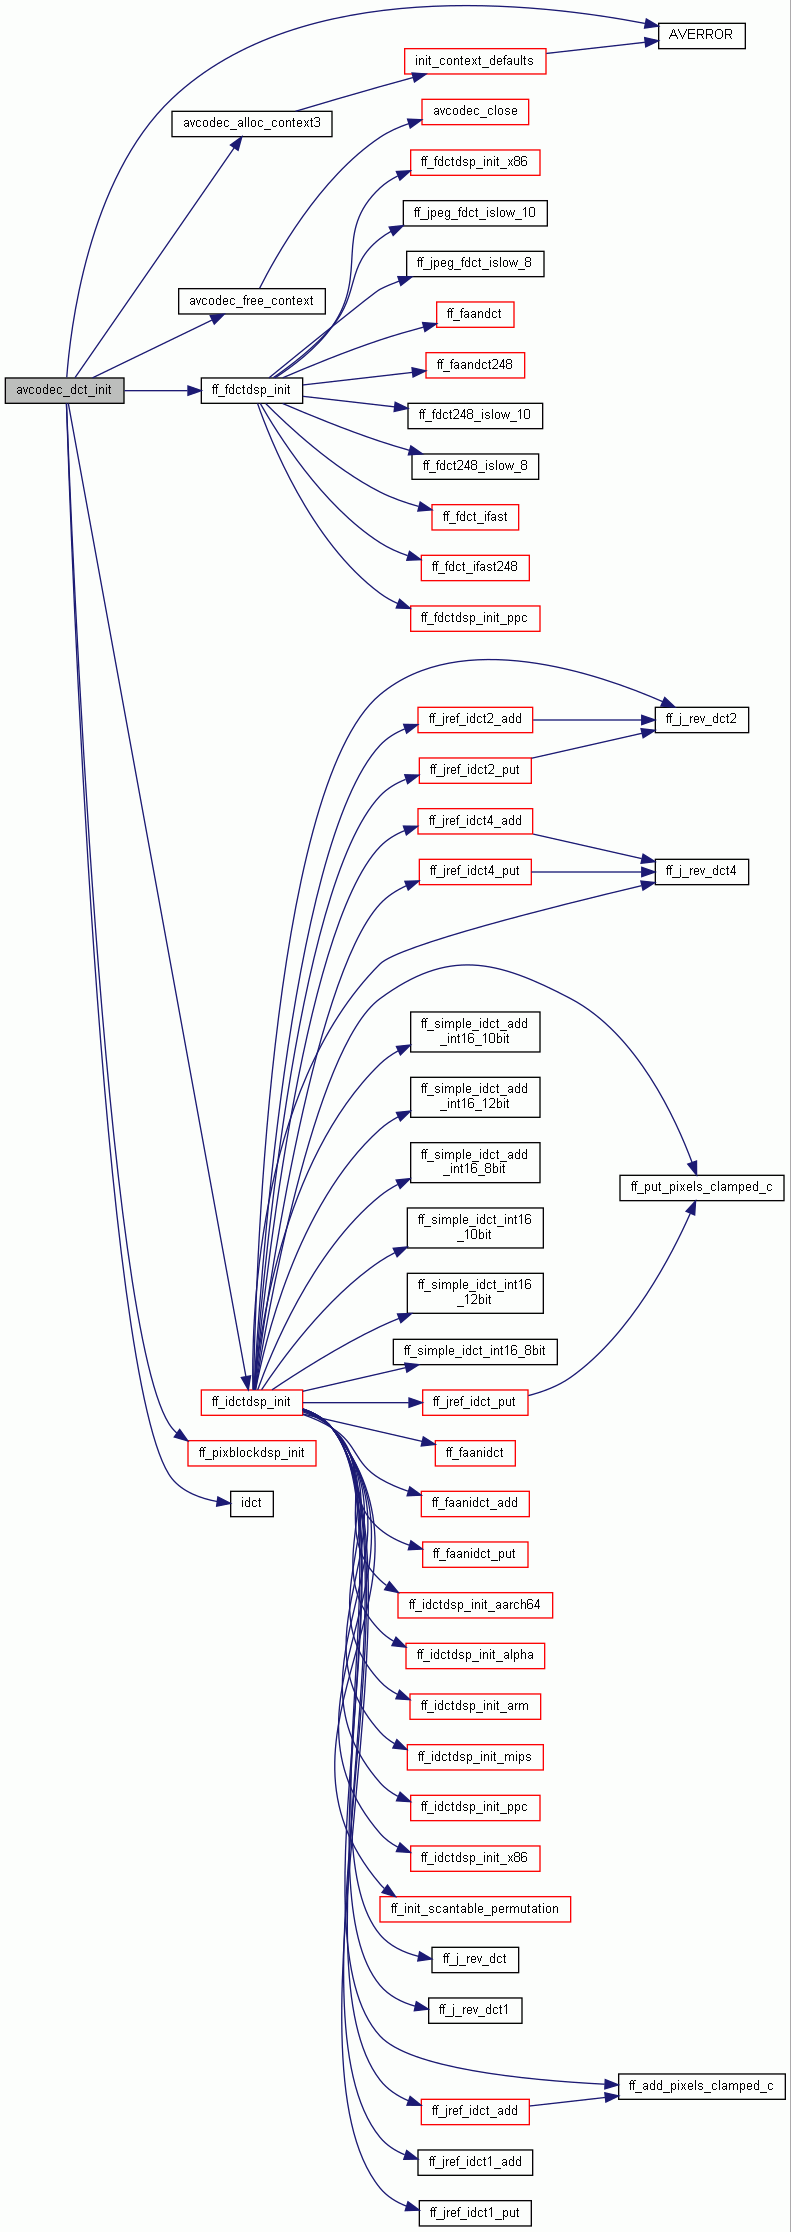 AVERROR
init_context_defaults
avcodec_close
avcodec_alloc_context3
ff_fdctdsp_init_x86
ff_jpeg_fdct_islow_10
ff_jpeg_fdct_islow_8
avcodec_free_context
ff_faandct
ff_faandct248
avcodec_dct_init
ff_fdctdsp_init
ff_fdct248_islow_10
ff_fdct248_islow_8
ff_fdct_ifast
ff_fdct_ifast248
ff_fdctdsp_init_ppc
ff_jref_idct2_add
ff_j_rev_dct2
ff_jref_idct2_put
ff_jref_idct4_add
ff_jref_idct4_put
ff_j_rev_dct4
ff_simple_idct_add
_int16_10bit
ff_simple_idct_add
_int16_12bit
ff_simple_idct_add
_int16_8bit
ff_put_pixels_clamped_c
ff_simple_idct_int16
_10bit
ff_simple_idct_int16
_12bit
ff_simple_idct_int16_8bit
ff_idctdsp_init
ff_jref_idct_put
ff_pixblockdsp_init
ff_faanidct
idct
ff_faanidct_add
ff_faanidct_put
ff_idctdsp_init_aarch64
ff_idctdsp_init_alpha
ff_idctdsp_init_arm
ff_idctdsp_init_mips
ff_idctdsp_init_ppc
ff_idctdsp_init_x86
ff_init_scantable_permutation
ff_j_rev_dct
ff_j_rev_dct1
ff_add_pixels_clamped_c
ff_jref_idct_add
ff_jref_idct1_add
ff_jref_idct1_put